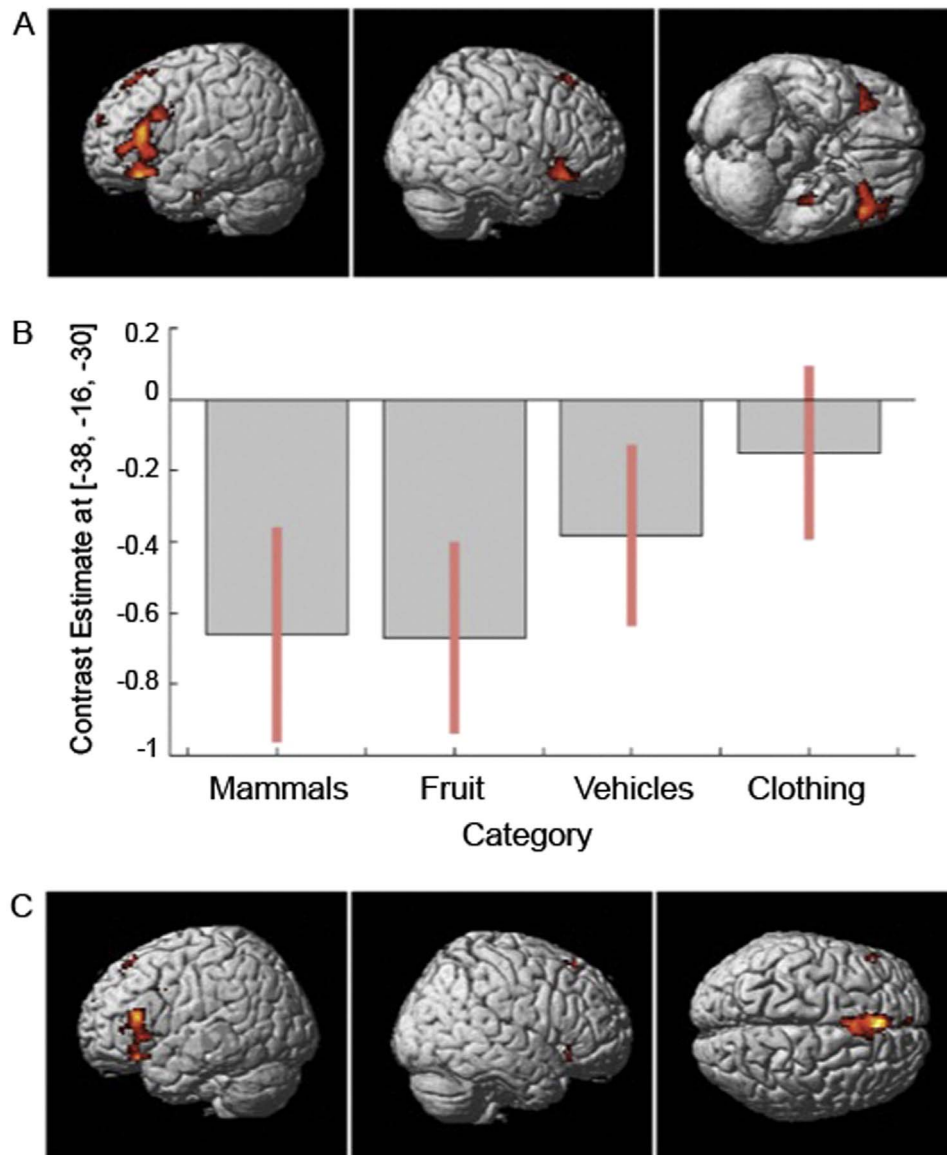 A
B
Contrast Estimate at [-38, -16, -30]
0.2
0
-0.2
-0.4
-0.6
-0.8
-1
Mammals Fruit Vehicles Clothing
Category
C